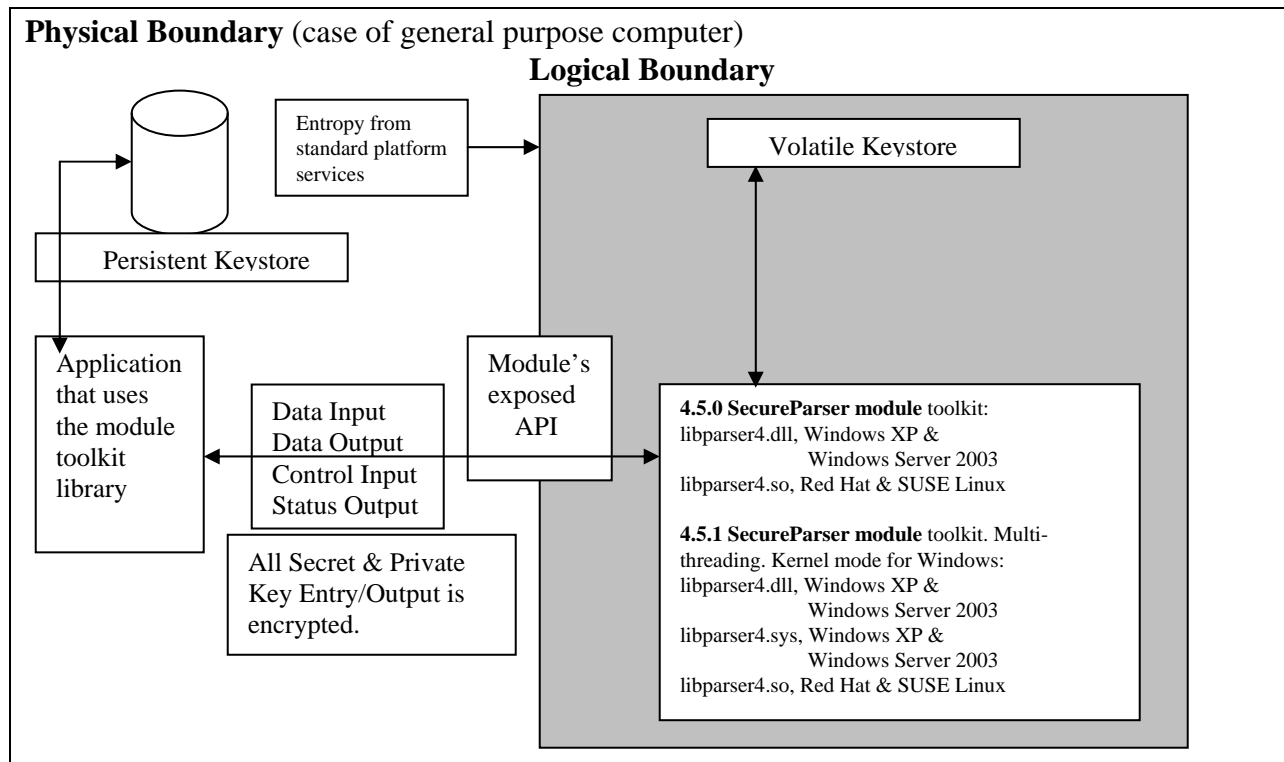 Physical Boundary (case of general purpose computer)
Logical Boundary
Entropy from
standard platform
services
Volatile Keystore
Persistent Keystore
Application
that uses
the module
toolkit
library
Data Input
Data Output
Control Input
Status Output
Module's
exposed
API
All Secret & Private
Key Entry/Output is
encrypted.
4.5.0 SecureParser module toolkit:
libparser4.dll, Windows XP &
Windows Server 2003
libparser4.so, Red Hat & SUSE Linux
4.5.1 SecureParser module toolkit. Multi-
threading. Kernel mode for Windows:
libparser4.dll, Windows XP &
Windows Server 2003
libparser4.sys, Windows XP &
Windows Server 2003
libparser4.so, Red Hat & SUSE Linux